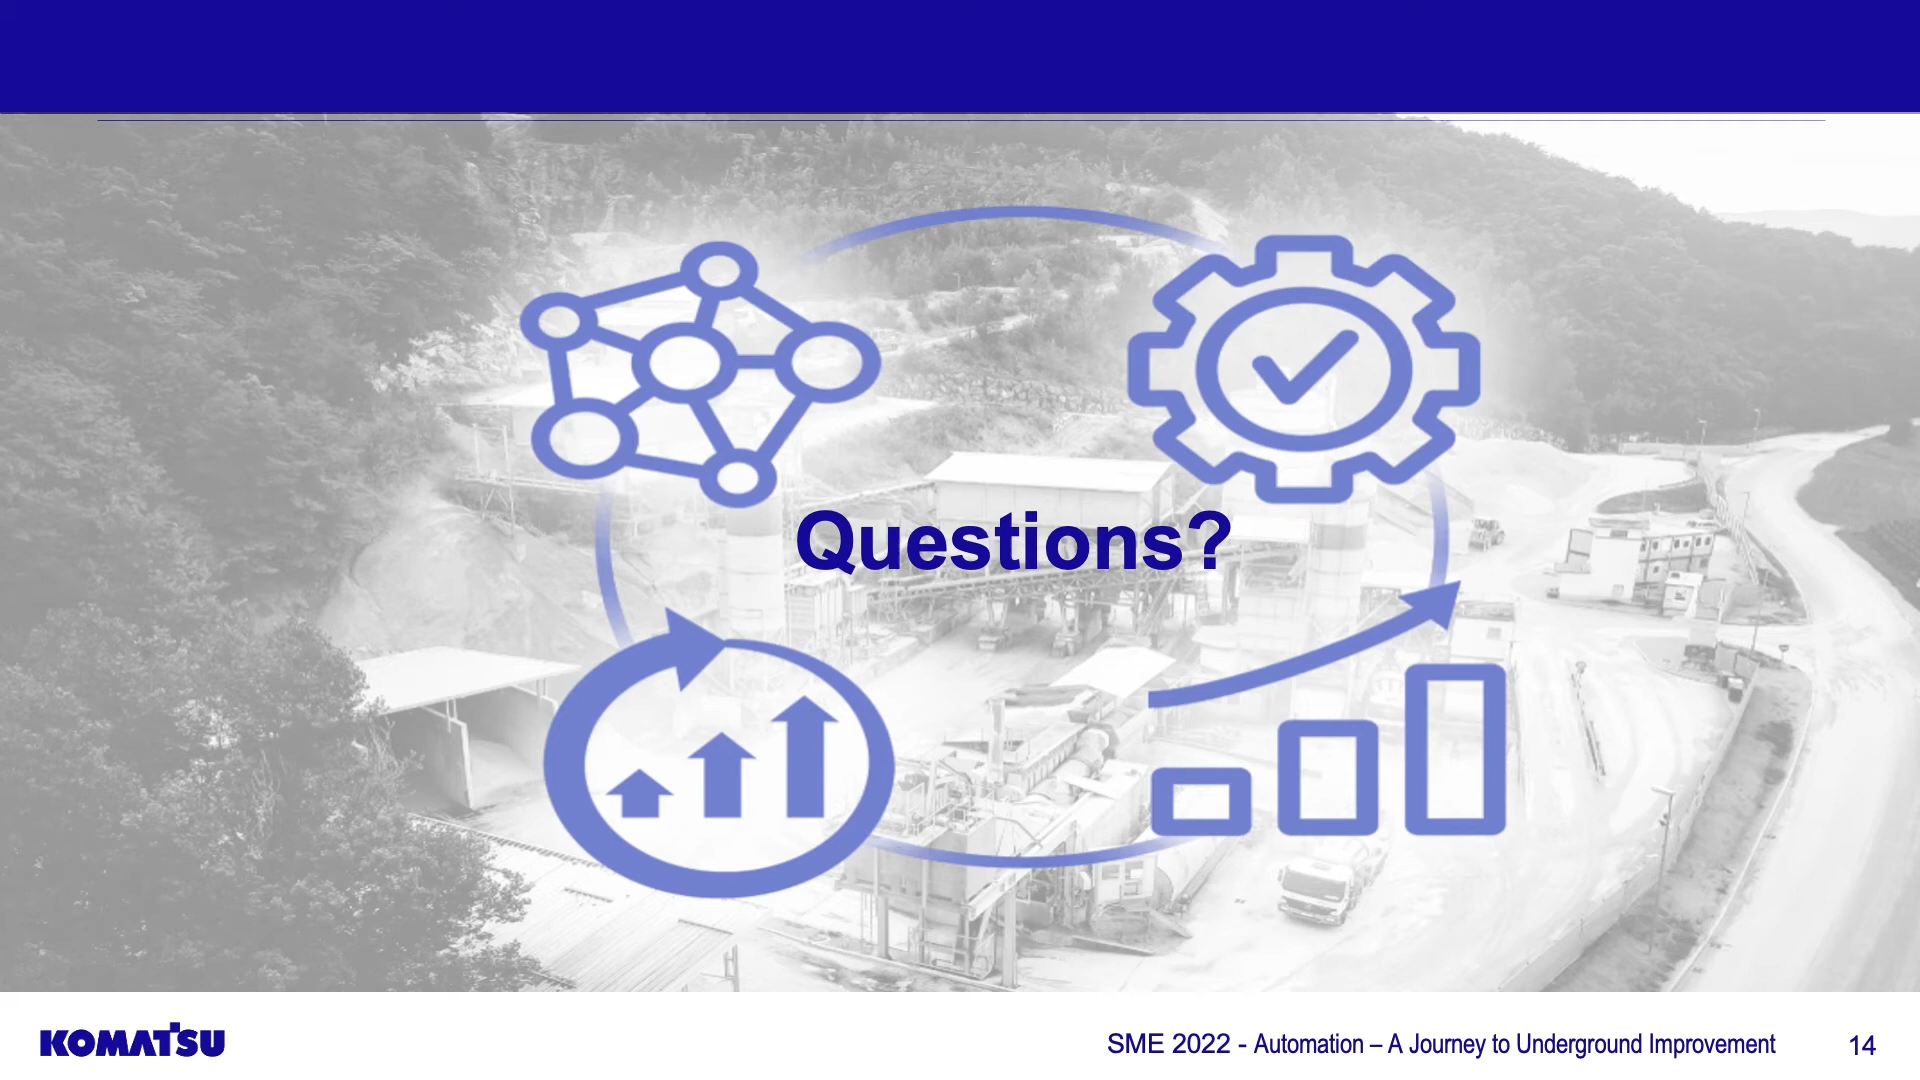 Questions?
KOMATSU
SME 2022 - Automation – A Journey to Underground Improvement
14